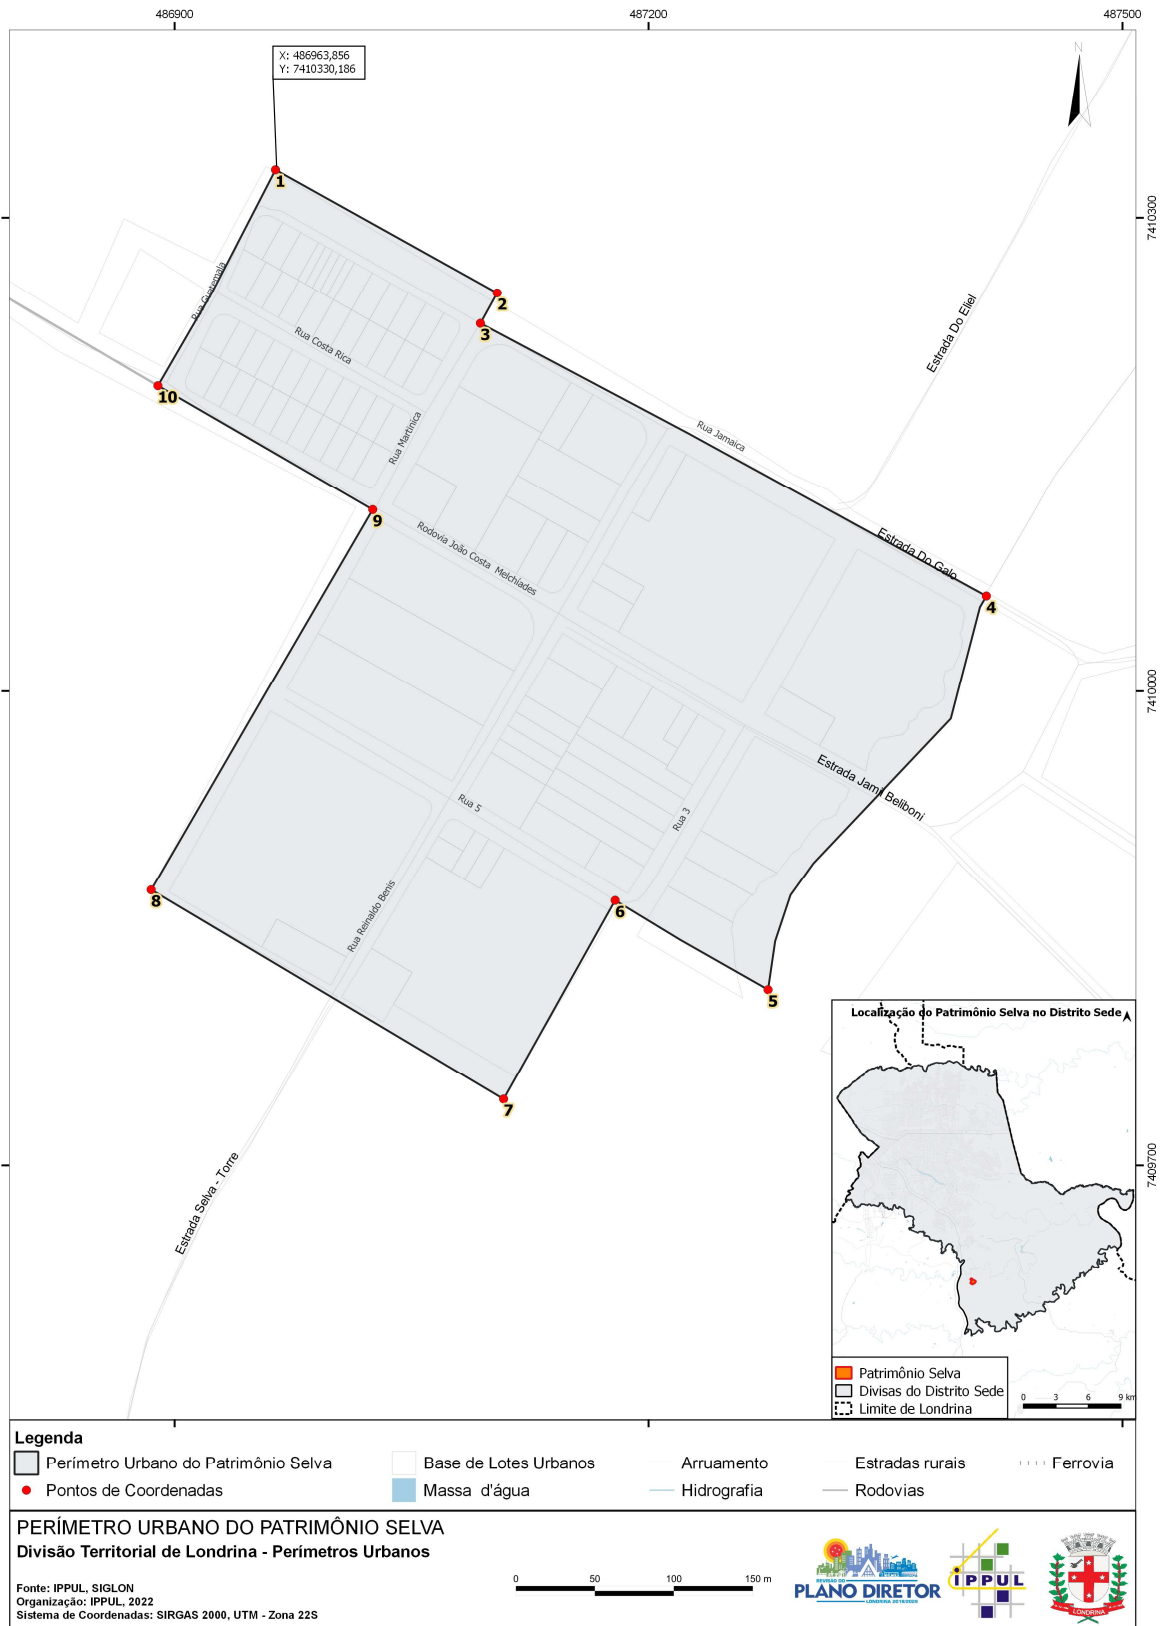 486900
487200
487500
X: 486963,856
Y: 7410330,186
N
1
7410300
Rua Guatemala
2
3
Estrada Do Eliel
Rua Costa Rica
10
Rua Martinica
Rua Jamaica
9
Rodovia João Costa Melchiades
Estrada Do Galo
4
7410000
Estrada Jamil Beliboni
Rua 5
Rua 3
8
6
Rua Reinaldo Benis
5
7
Estrada Selva - Torre
7409700
Localização do Patrimônio Selva no Distrito Sede
Patrimônio Selva
Divisas do Distrito Sede
Limite de Londrina
0 3 6 9 km
Legenda
Perímetro Urbano do Patrimônio Selva
Base de Lotes Urbanos
Arruamento
Estradas rurais
Ferrovia
Pontos de Coordenadas
Massa d'água
Hidrografia
Rodovias
PERÍMETRO URBANO DO PATRIMÔNIO SELVA
Divisão Territorial de Londrina - Perímetros Urbanos
Fonte: IPPUL, SIGLON
Organização: IPPUL, 2022
Sistema de Coordenadas: SIRGAS 2000, UTM - Zona 22S
0 50 100 150 m
REVISÃO DO
PLANO DIRETOR
LONDRINA 2018/2028
IPPUL
LONDRINA